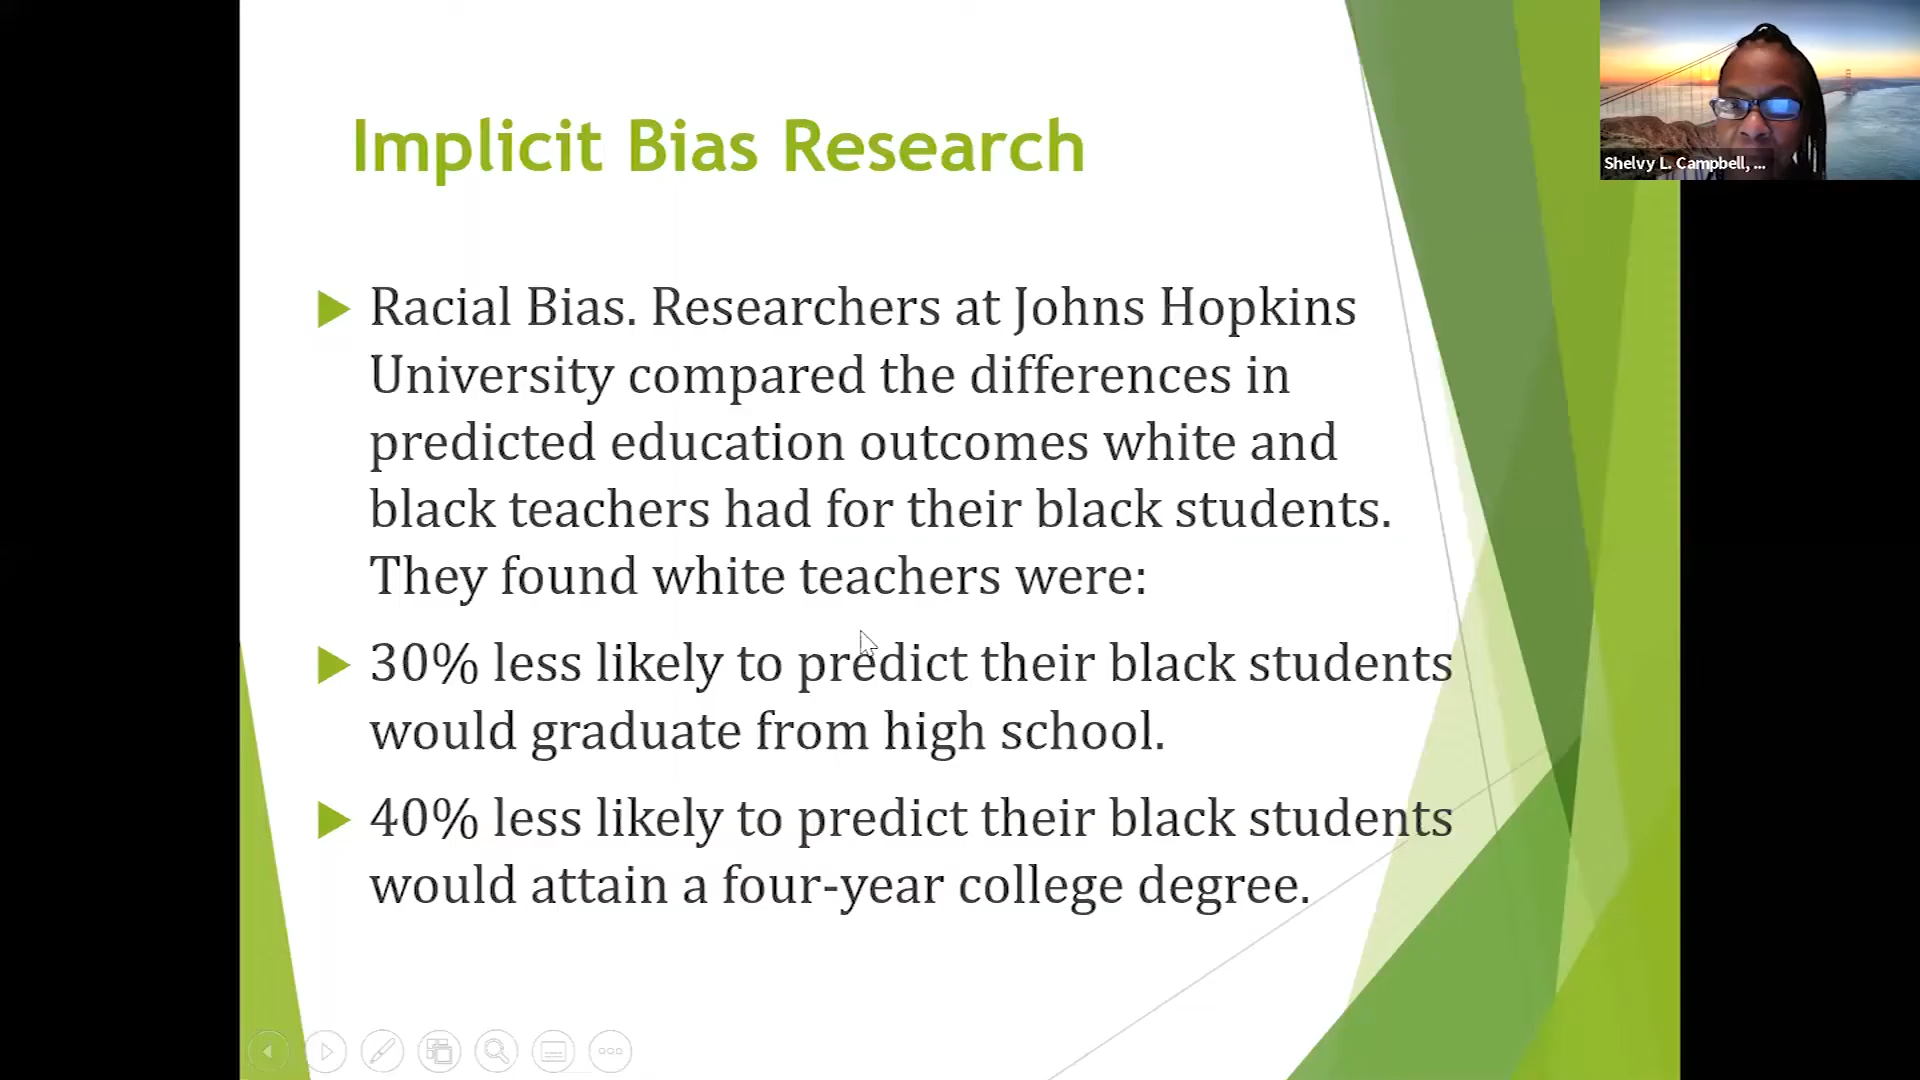 Implicit Bias Research
Racial Bias. Researchers at Johns Hopkins
University compared the differences in
predicted education outcomes white and
black teachers had for their black students.
They found white teachers were:
30% less likely to predict their black students
would graduate from high school.
40% less likely to predict their black students
would attain a four-year college degree.
Shelvy L. Campbell, ...